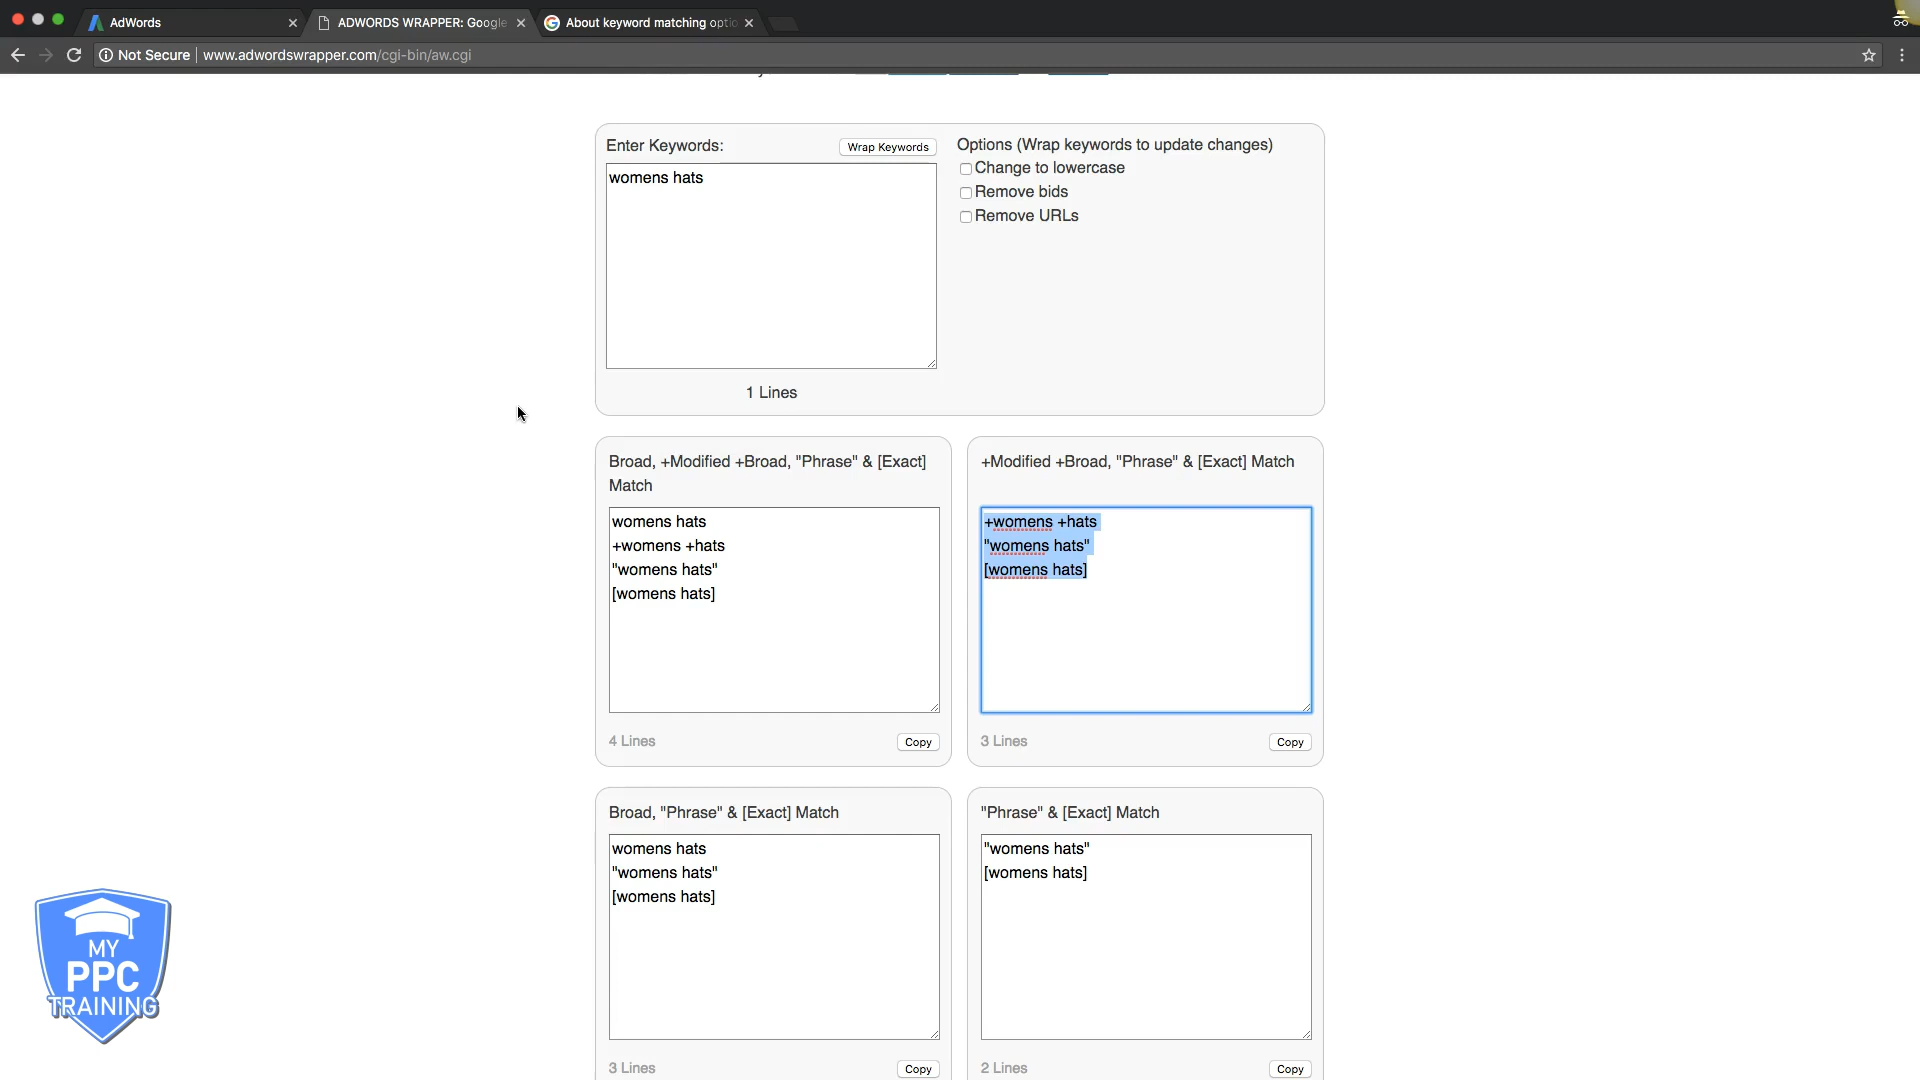 AdWords
ADWORDS WRAPPER: Google
About keyword matching optio
Not Secure
www.adwordswrapper.com/cgi-bin/aw.cgi
Enter Keywords:
Wrap Keywords
Options (Wrap keywords to update changes)
womens hats
Change to lowercase
Remove bids
Remove URLs
1 Lines
Broad, +Modified +Broad, "Phrase" & [Exact]
Match
womens hats
+womens +hats
"womens hats"
[womens hats]
4 Lines
Copy
+Modified +Broad, "Phrase" & [Exact] Match
+womens +hats
"womens hats"
[womens hats]
3 Lines
Copy
Broad, "Phrase" & [Exact] Match
womens hats
"womens hats"
[womens hats]
3 Lines
Copy
"Phrase" & [Exact] Match
"womens hats"
[womens hats]
2 Lines
Copy
MY
PPC
TRAINING